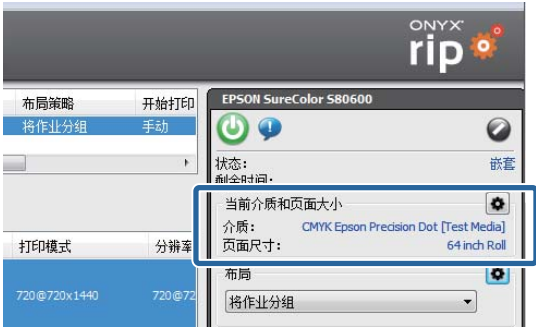 ONYX
rip
布局策略 开始打印
将作业分组 手动
打印模式 分辨率
720@720x1440 720@72
EPSON SureColor S80600
状态: 嵌套
剩余时间:
当前介质和页面大小
介质: CMYK Epson Precision Dot [Test Media]
页面尺寸: 64 inch Roll
布局
将作业分组